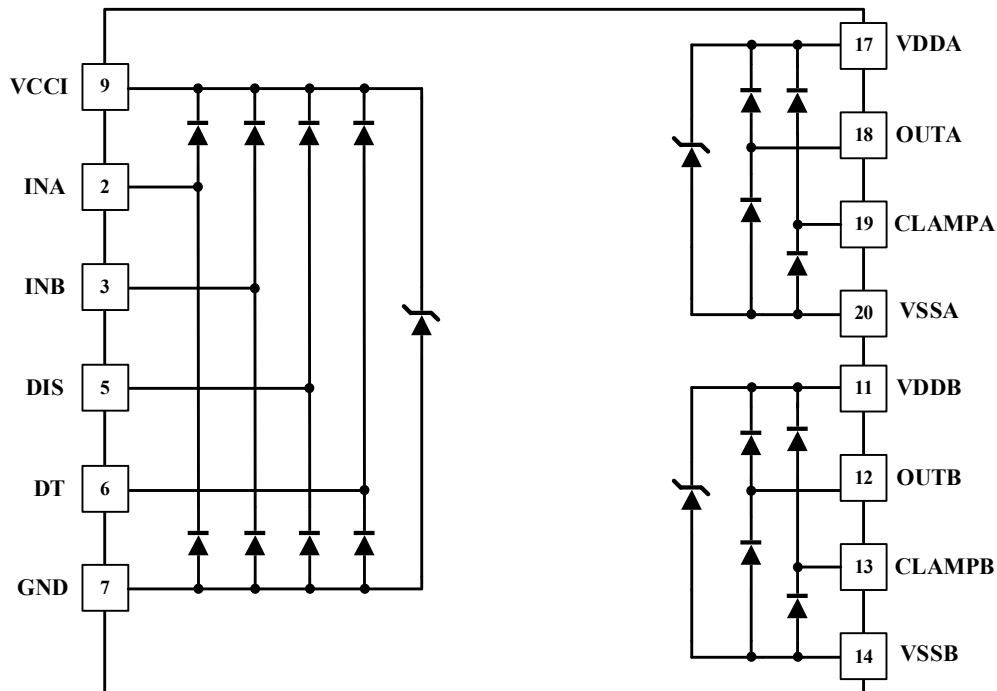 VCCI 9
INA 2
INB 3
DIS 5
DT 6
GND 7
17 VDDA
18 OUTA
19 CLAMPA
20 VSSA
11 VDDB
12 OUTB
13 CLAMPB
14 VSSB